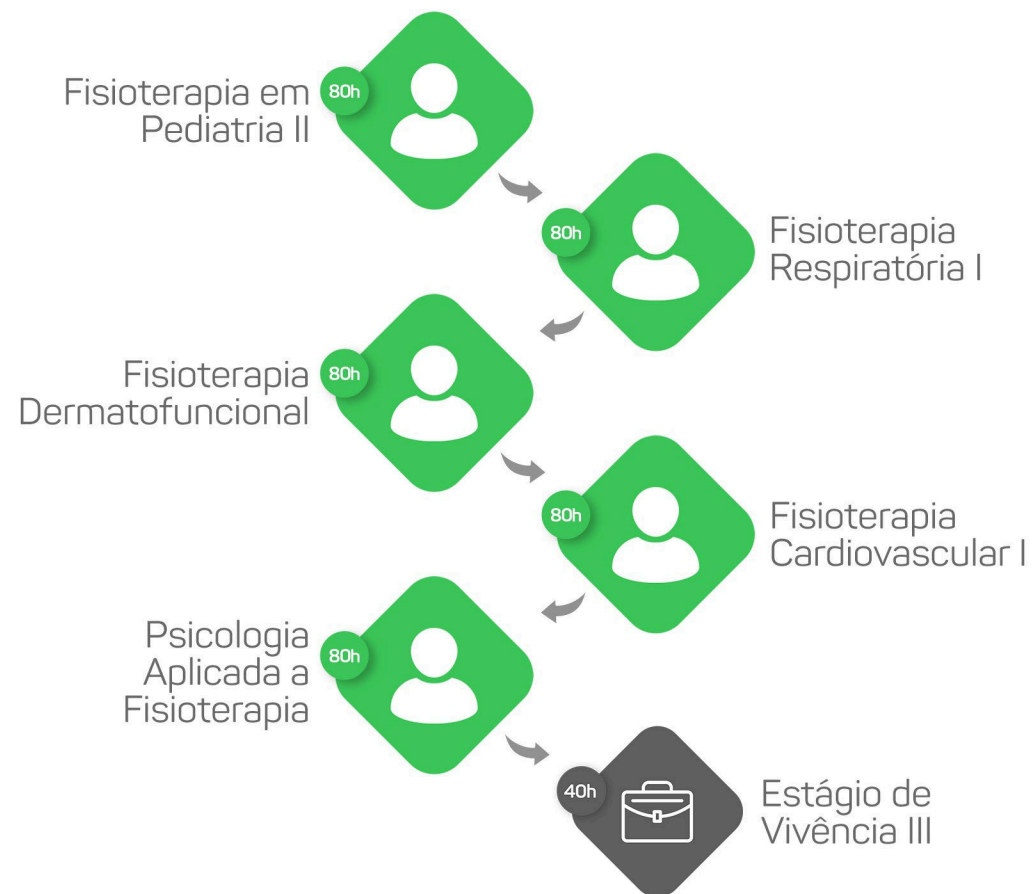 Fisioterapia em
Pediatria II
80h
80h
Fisioterapia
Respiratória I
Fisioterapia
Dermatofuncional
80h
80h
Fisioterapia
Cardiovascular I
Psicologia
Aplicada a
Fisioterapia
80h
40h
Estágio de
Vivência III